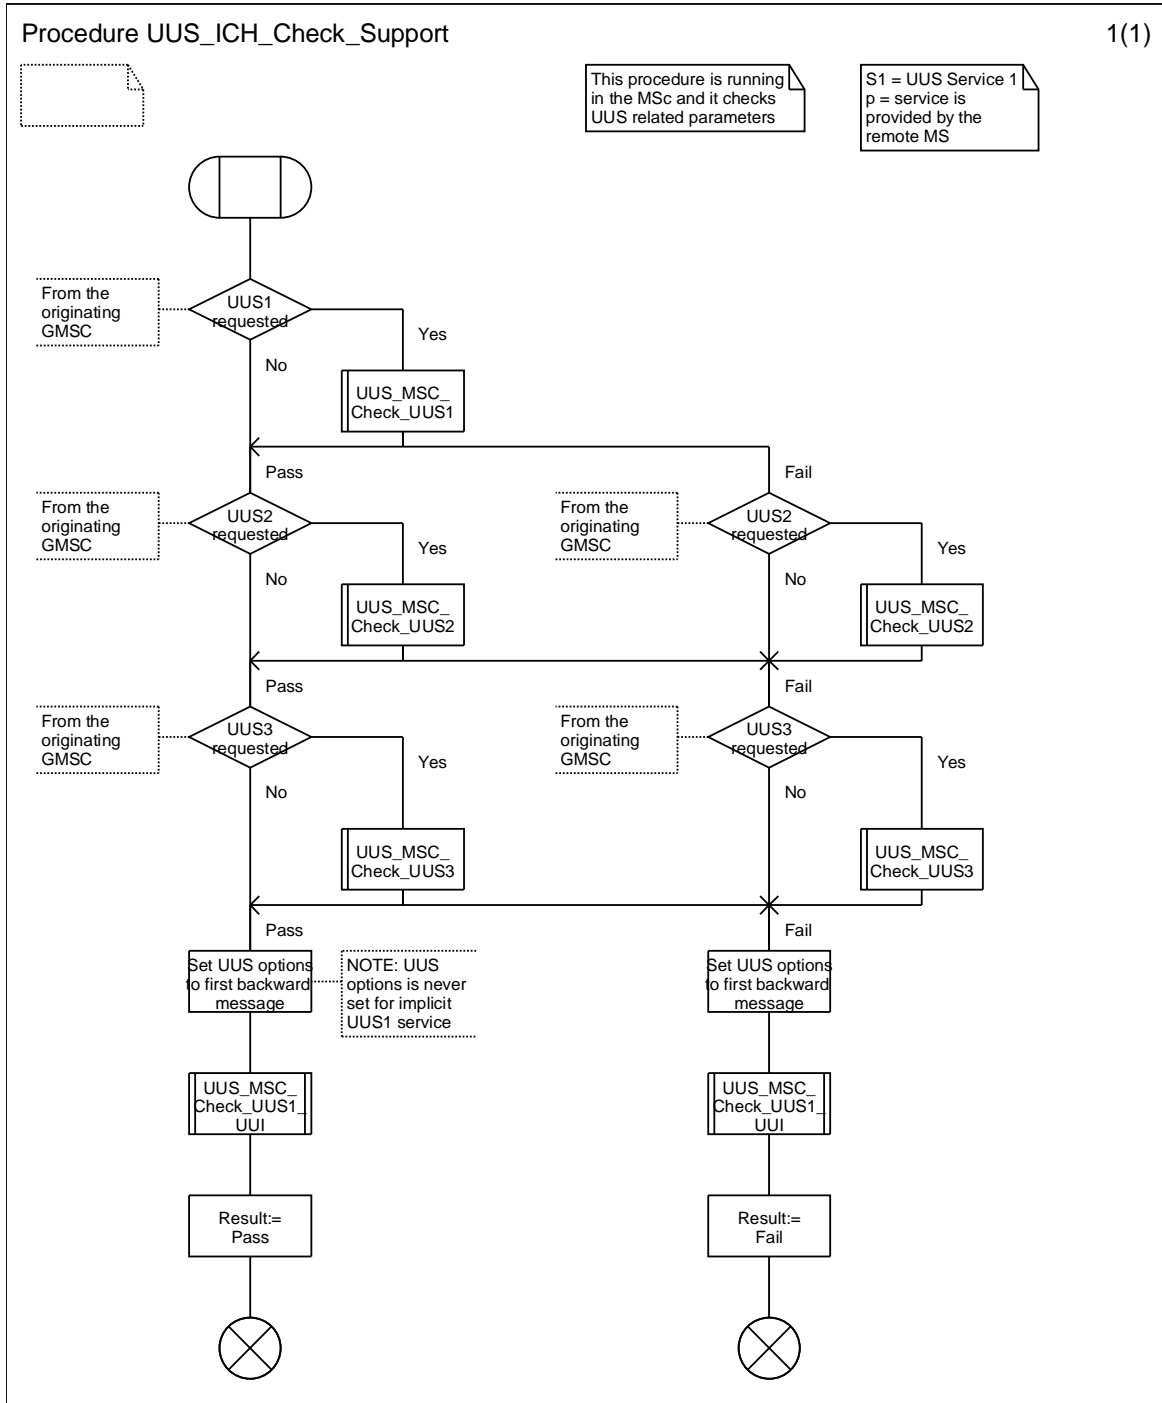 Procedure UUS_ICH_Check_Support
1(1)
This procedure is running
in the MSc and it checks
UUS related parameters
S1 = UUS Service 1
p = service is
provided by the
remote MS
From the
originating
GMSC
UUS1
requested
Yes
No
UUS_MSC_
Check_UUS1
Pass
Fail
From the
originating
GMSC
UUS2
requested
Yes
No
UUS_MSC_
Check_UUS2
From the
originating
GMSC
UUS2
requested
Yes
No
UUS_MSC_
Check_UUS2
Pass
Fail
From the
originating
GMSC
UUS3
requested
Yes
No
UUS_MSC_
Check_UUS3
From the
originating
GMSC
UUS3
requested
Yes
No
UUS_MSC_
Check_UUS3
Pass
Fail
Set UUS options
to first backward
message
NOTE: UUS
options is never
set for implicit
UUS1 service
Set UUS options
to first backward
message
UUS_MSC_
Check_UUS1_
UUI
UUS_MSC_
Check_UUS1_
UUI
Result:=
Pass
Result:=
Fail